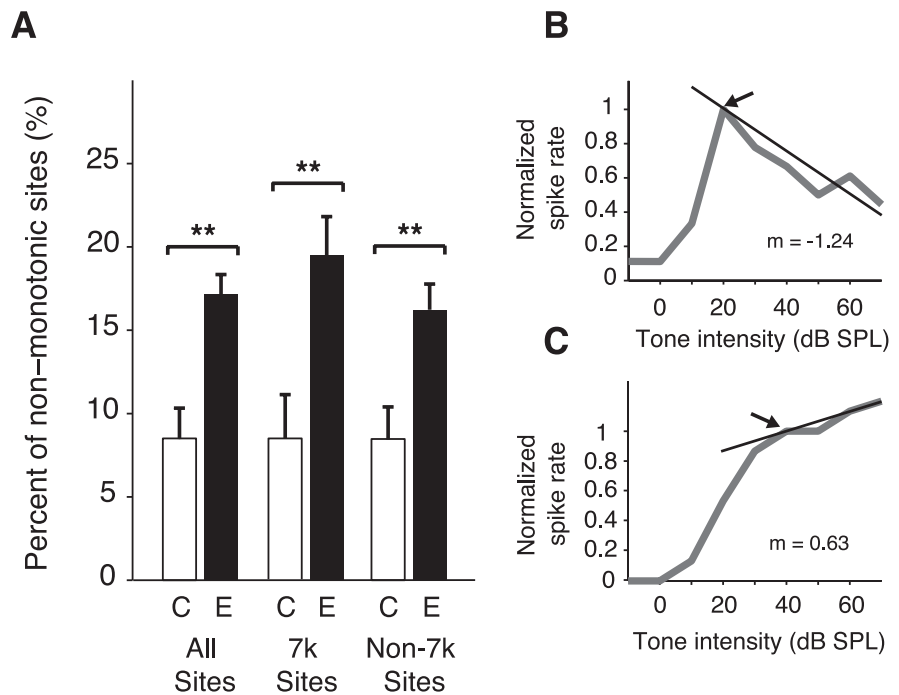 A
Percent of non–monotonic sites (%)
25
20
15
10
5
0
**
**
**
C E C E C E
All Sites
7k Sites
Non-7k Sites
B
Normalized
spike rate
1
0.8
0.6
0.4
0.2
0
m = -1.24
0 20 40 60
Tone intensity (dB SPL)
C
Normalized
spike rate
1
0.8
0.6
0.4
0.2
0
m = 0.63
0 20 40 60
Tone intensity (dB SPL)